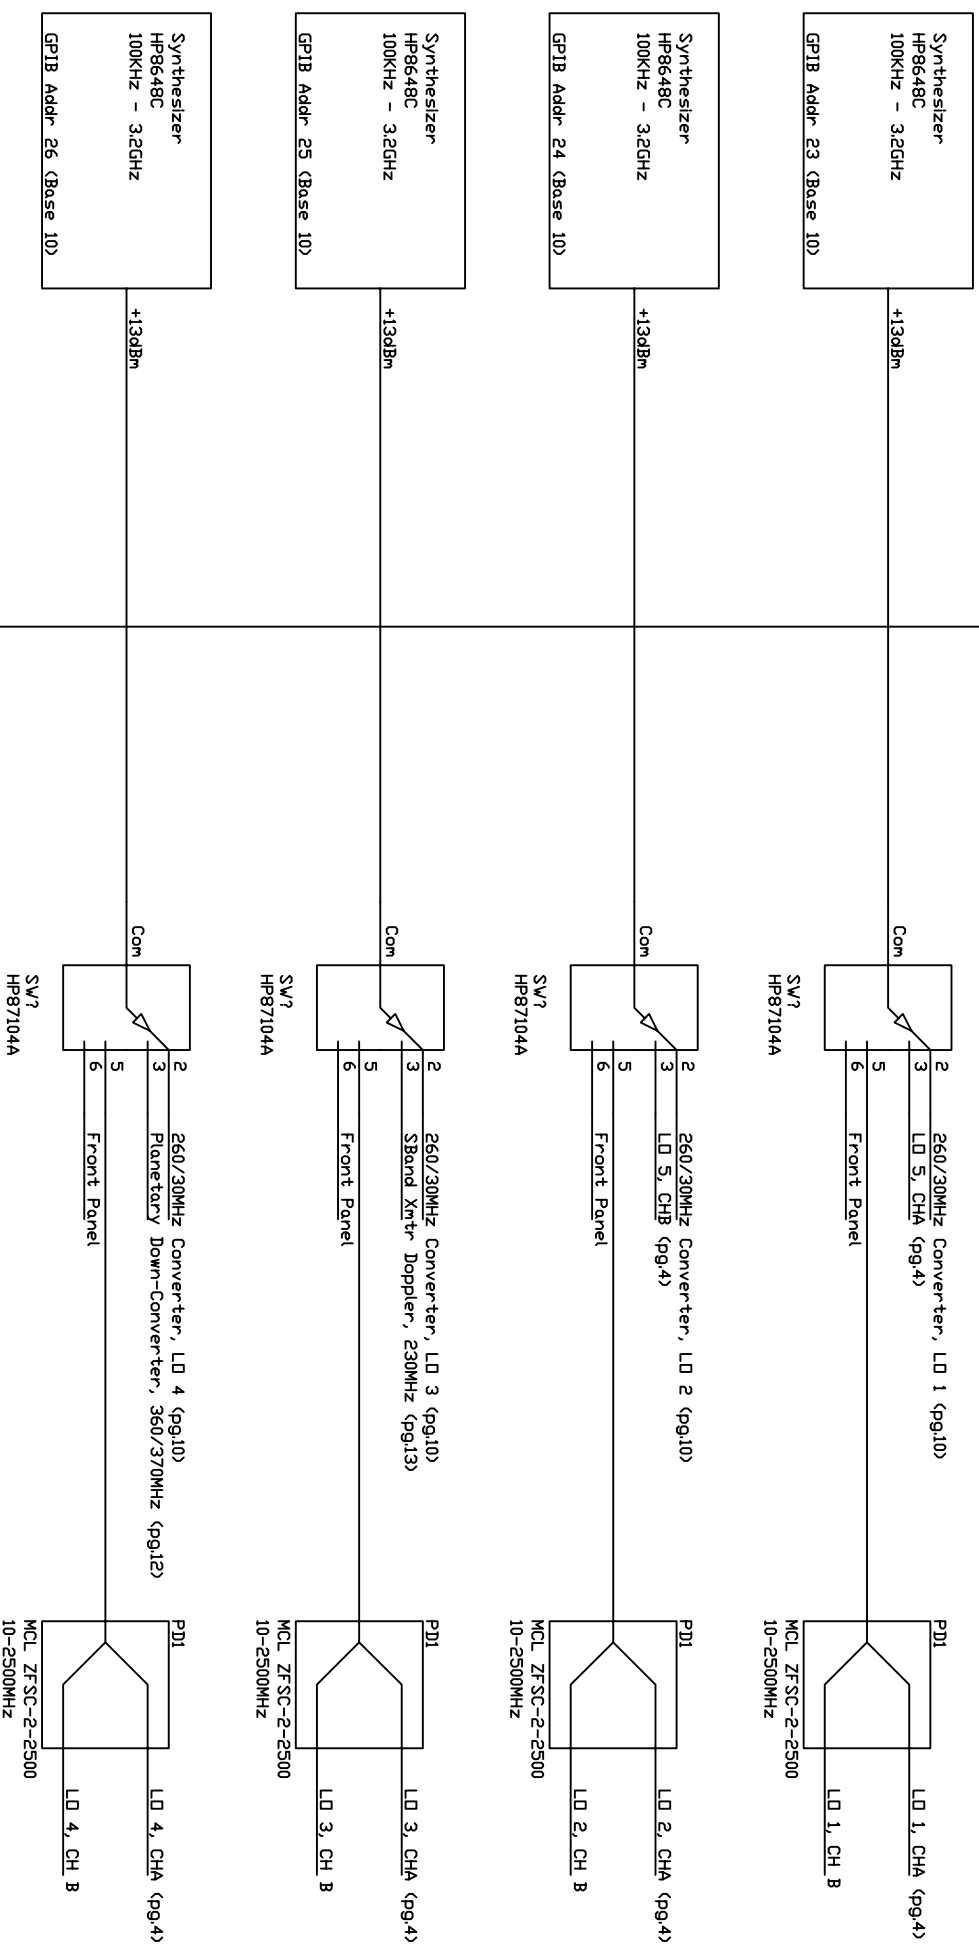 Synthesizer
HP8648C
100KHz - 3.2GHz
GPIB Addr 23 (Base 10)
+13dBm
Com
SW?
HP87104A
2
3
5
6
260/30MHz Converter, LO 1 (pg.10)
LO 5, CHA (pg.4)
Front Panel
PD1
MCL ZFSC-2-2500
10-2500MHz
LO 1, CHA (pg.4)
LO 1, CH B
Synthesizer
HP8648C
100KHz - 3.2GHz
GPIB Addr 24 (Base 10)
+13dBm
Com
SW?
HP87104A
2
3
5
6
260/30MHz Converter, LO 2 (pg.10)
LO 5, CHB (pg.4)
Front Panel
PD1
MCL ZFSC-2-2500
10-2500MHz
LO 2, CHA (pg.4)
LO 2, CH B
Synthesizer
HP8648C
100KHz - 3.2GHz
GPIB Addr 25 (Base 10)
+13dBm
Com
SW?
HP87104A
2
3
5
6
260/30MHz Converter, LO 3 (pg.10)
SBand Xmtr Doppler, 230MHz (pg.13)
Front Panel
PD1
MCL ZFSC-2-2500
10-2500MHz
LO 3, CHA (pg.4)
LO 3, CH B
Synthesizer
HP8648C
100KHz - 3.2GHz
GPIB Addr 26 (Base 10)
+13dBm
Com
SW?
HP87104A
2
3
5
6
260/30MHz Converter, LO 4 (pg.10)
Planetary Down-Converter, 360/370MHz (pg.12)
Front Panel
PD1
MCL ZFSC-2-2500
10-2500MHz
LO 4, CHA (pg.4)
LO 4, CH B